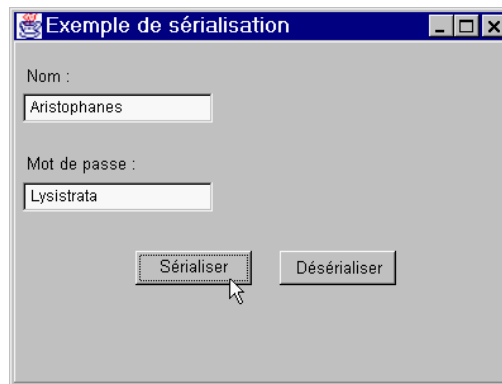 Exemple de sérialisation
Nom :
Aristophanes
Mot de passe :
Lysistrata
Sérialiser
Désérialiser